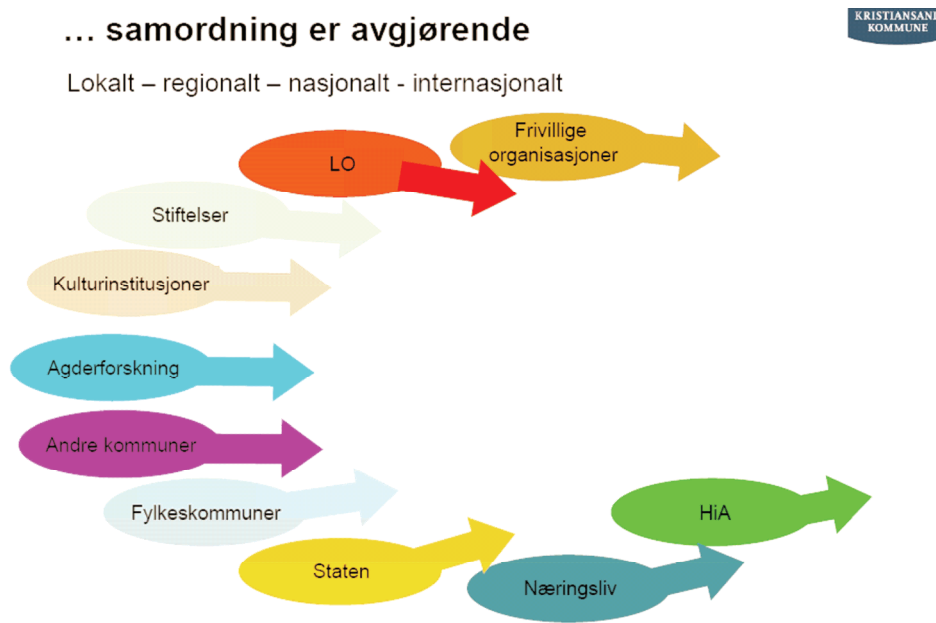 ... samordning er avgjørende
KRISTIANSAND
KOMMUNE
Lokalt – regionalt – nasjonalt - internasjonalt
Frivillige
organisasjoner
LO
Stiftelser
Kulturinstitusjoner
Agderforskning
Andre kommuner
Fylkeskommuner
HiA
Staten
Næringsliv